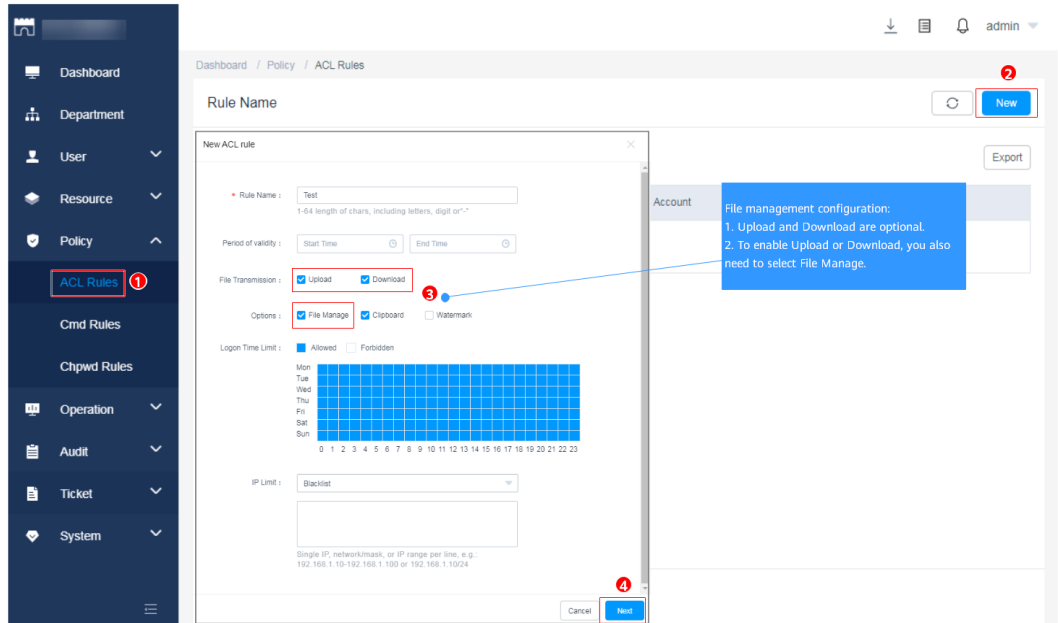 admin
Dashboard
Department
User
Resource
Policy
ACL Rules
1
Cmd Rules
Chpwd Rules
Operation
Audit
Ticket
System
Dashboard / Policy / ACL Rules
Rule Name
2
New
Export
Account
New ACL rule
* Rule Name :
Test
1-64 length of chars, including letters, digit or"-"
Period of validity :
Start Time
End Time
File Transmission :
Upload
Download
3
Options :
File Manage
Clipboard
Watermark
Logon Time Limit :
Allowed
Forbidden
Mon
Tue
Wed
Thu
Fri
Sat
Sun
0 1 2 3 4 5 6 7 8 9 10 11 12 13 14 15 16 17 18 19 20 21 22 23
IP Limit :
Blacklist
Single IP, network/mask, or IP range per line, e.g.:
192.168.1.10-192.168.1.100 or 192.168.1.10/24
4
Cancel
Next
File management configuration:
1. Upload and Download are optional.
2. To enable Upload or Download, you also
need to select File Manage.